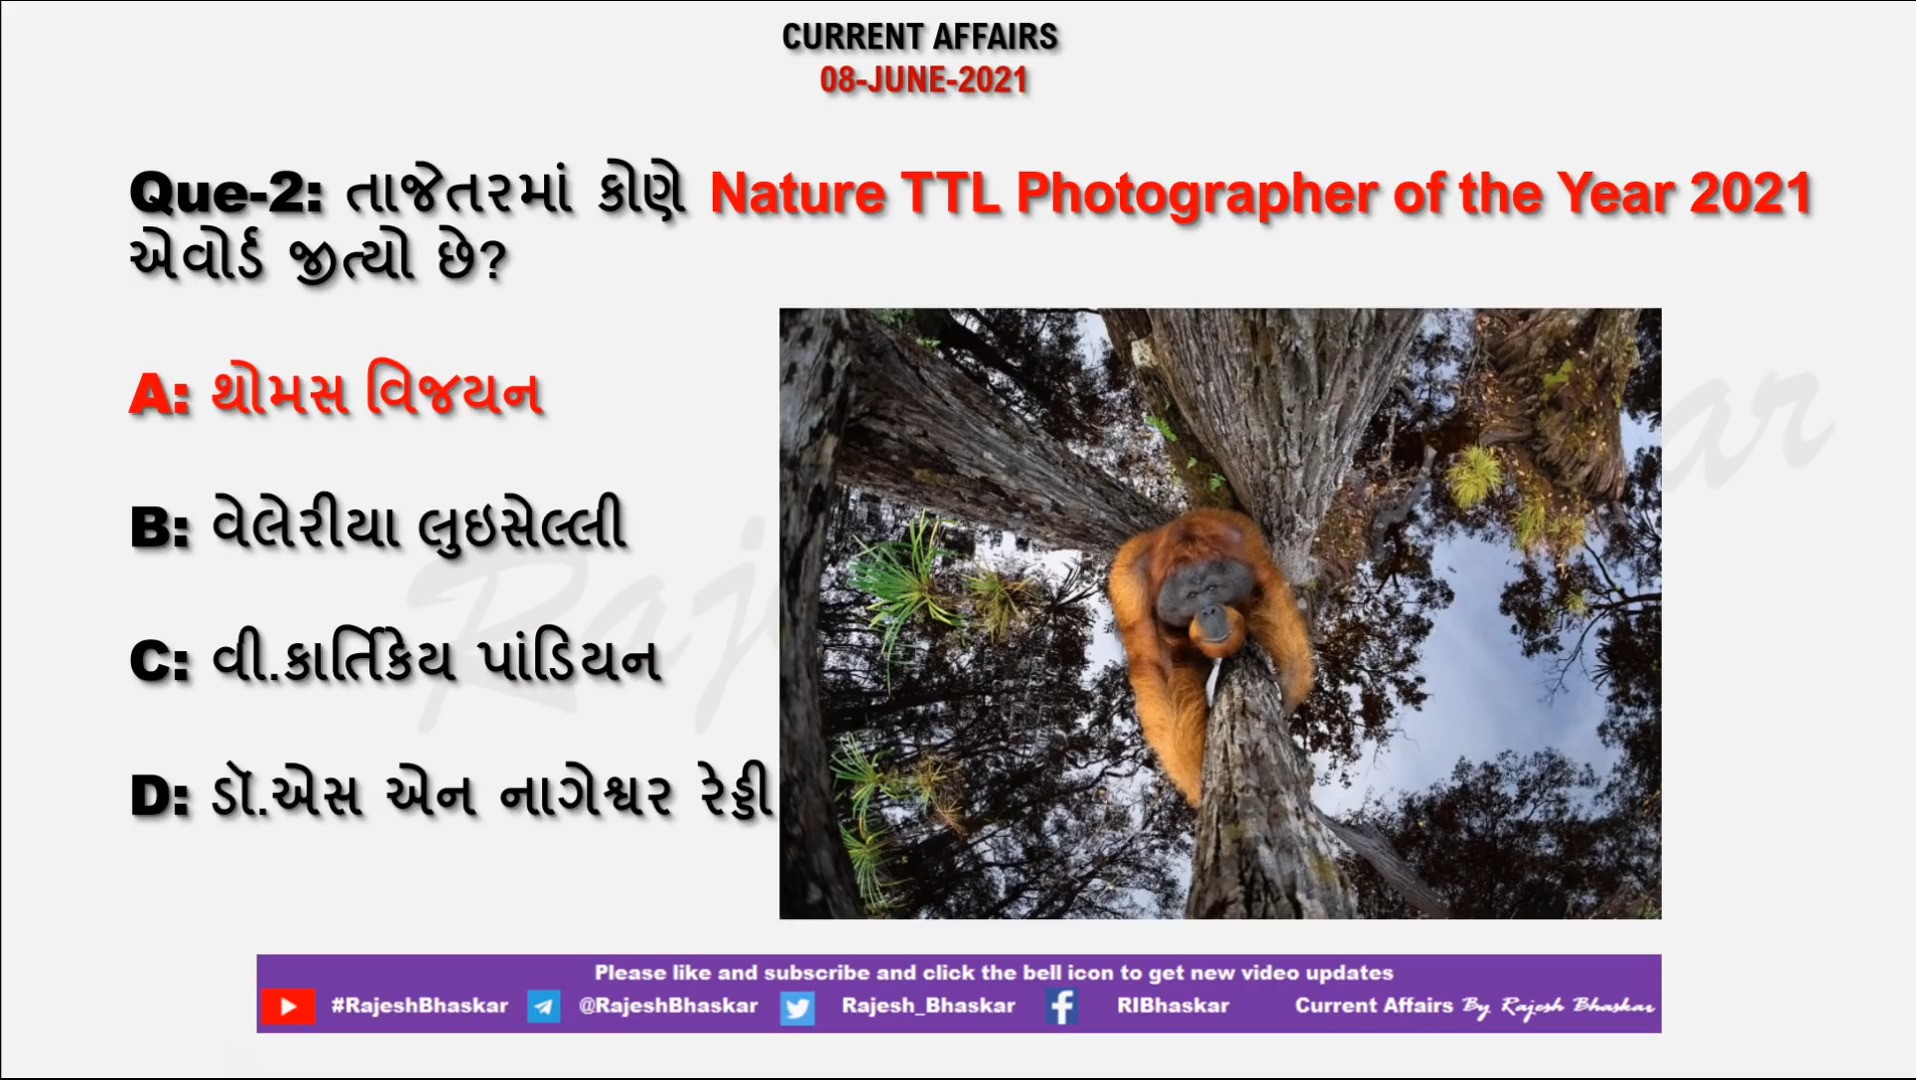 CURRENT AFFAIRS
08-JUNE-2021
Que-2: તાજેતરમાં કોણે Nature TTL Photographer of the Year 2021
એવોર્ડ જીત્યો છે?
A: થોમસ વિજયન
B: વેલેરીયા લુઇસેલ્લી
C: વી.કાર્તિકેય પાંડિયન
D: ડૉ.એસ એન નાગેશ્વર રેડ્ડી
Please like and subscribe and click the bell icon to get new video updates
#RajeshBhaskar @RajeshBhaskar Rajesh_Bhaskar RIBhaskar Current Affairs By Rajesh Bhaskar